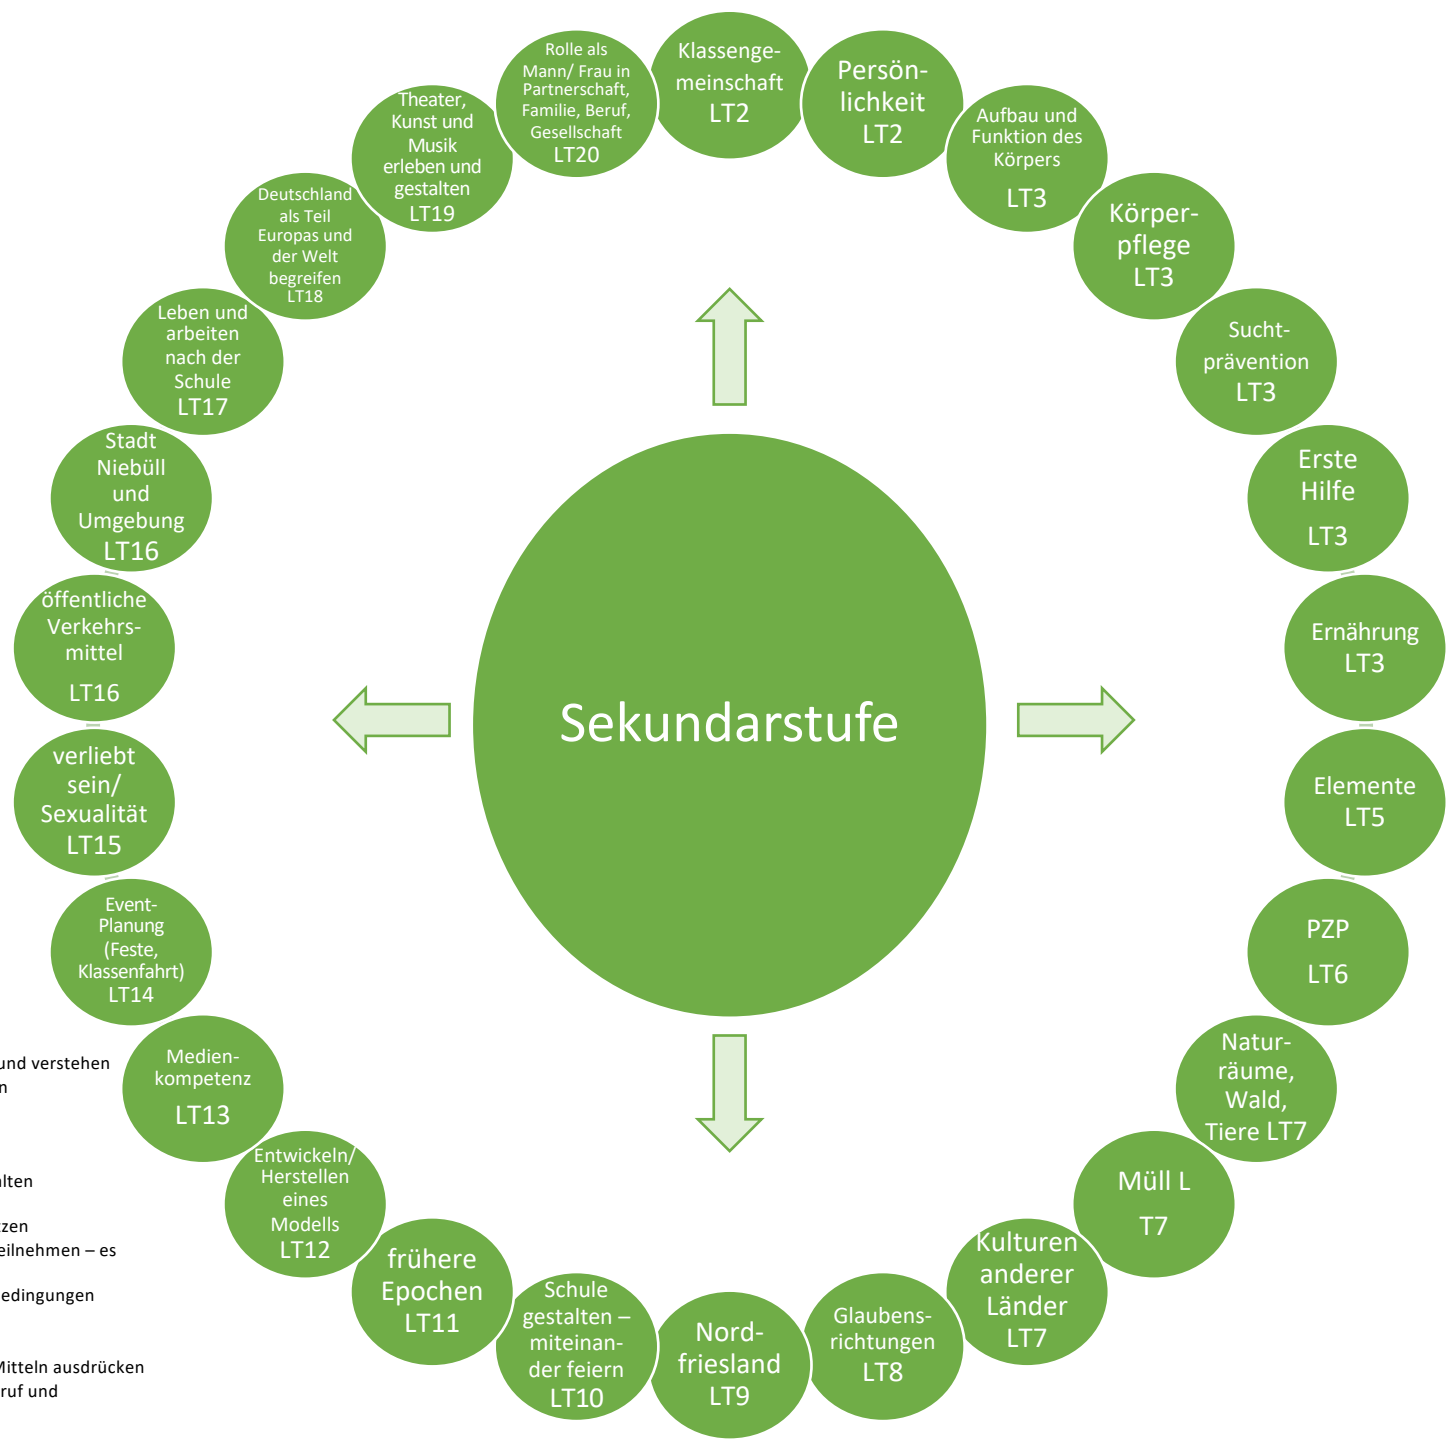 Klassenge-
meinschaft
LT2
Persön-
lichkeit
LT2
Aufbau und
Funktion des
Körpers
LT3
Körper-
pflege
LT3
Sucht-
prävention
LT3
Erste
Hilfe
LT3
Ernährung
LT3
Elemente
LT5
PZP
LT6
Natur-
räume,
Wald,
Tiere LT7
Müll L
T7
Kulturen
anderer
Länder
LT7
Glaubens-
richtungen
LT8
Nord-
friesland
LT9
Schule
gestalten –
miteinan-
der feiern
LT10
frühere
Epochen
LT11
Entwickeln/
Herstellen
eines
Modells
LT12
Medien-
kompetenz
LT13
Event-
Planung
(Feste,
Klassenfahrt)
LT14
verliebt
sein/
Sexualität
LT15
öffentliche
Verkehrs-
mittel
LT16
Stadt
Niebüll
und
Umgebung
LT16
Leben und
arbeiten
nach der
Schule
LT17
Deutschland
als Teil
Europas und
der Welt
begreifen
LT18
Theater,
Kunst und
Musik
erleben und
gestalten
LT19
Rolle als
Mann/ Frau in
Partnerschaft,
Familie, Beruf,
Gesellschaft
LT20
Sekundarstufe
und verstehen
n
alten
tzen
eilnehmen – es
edingungen
Mitteln ausdrücken
ruf und